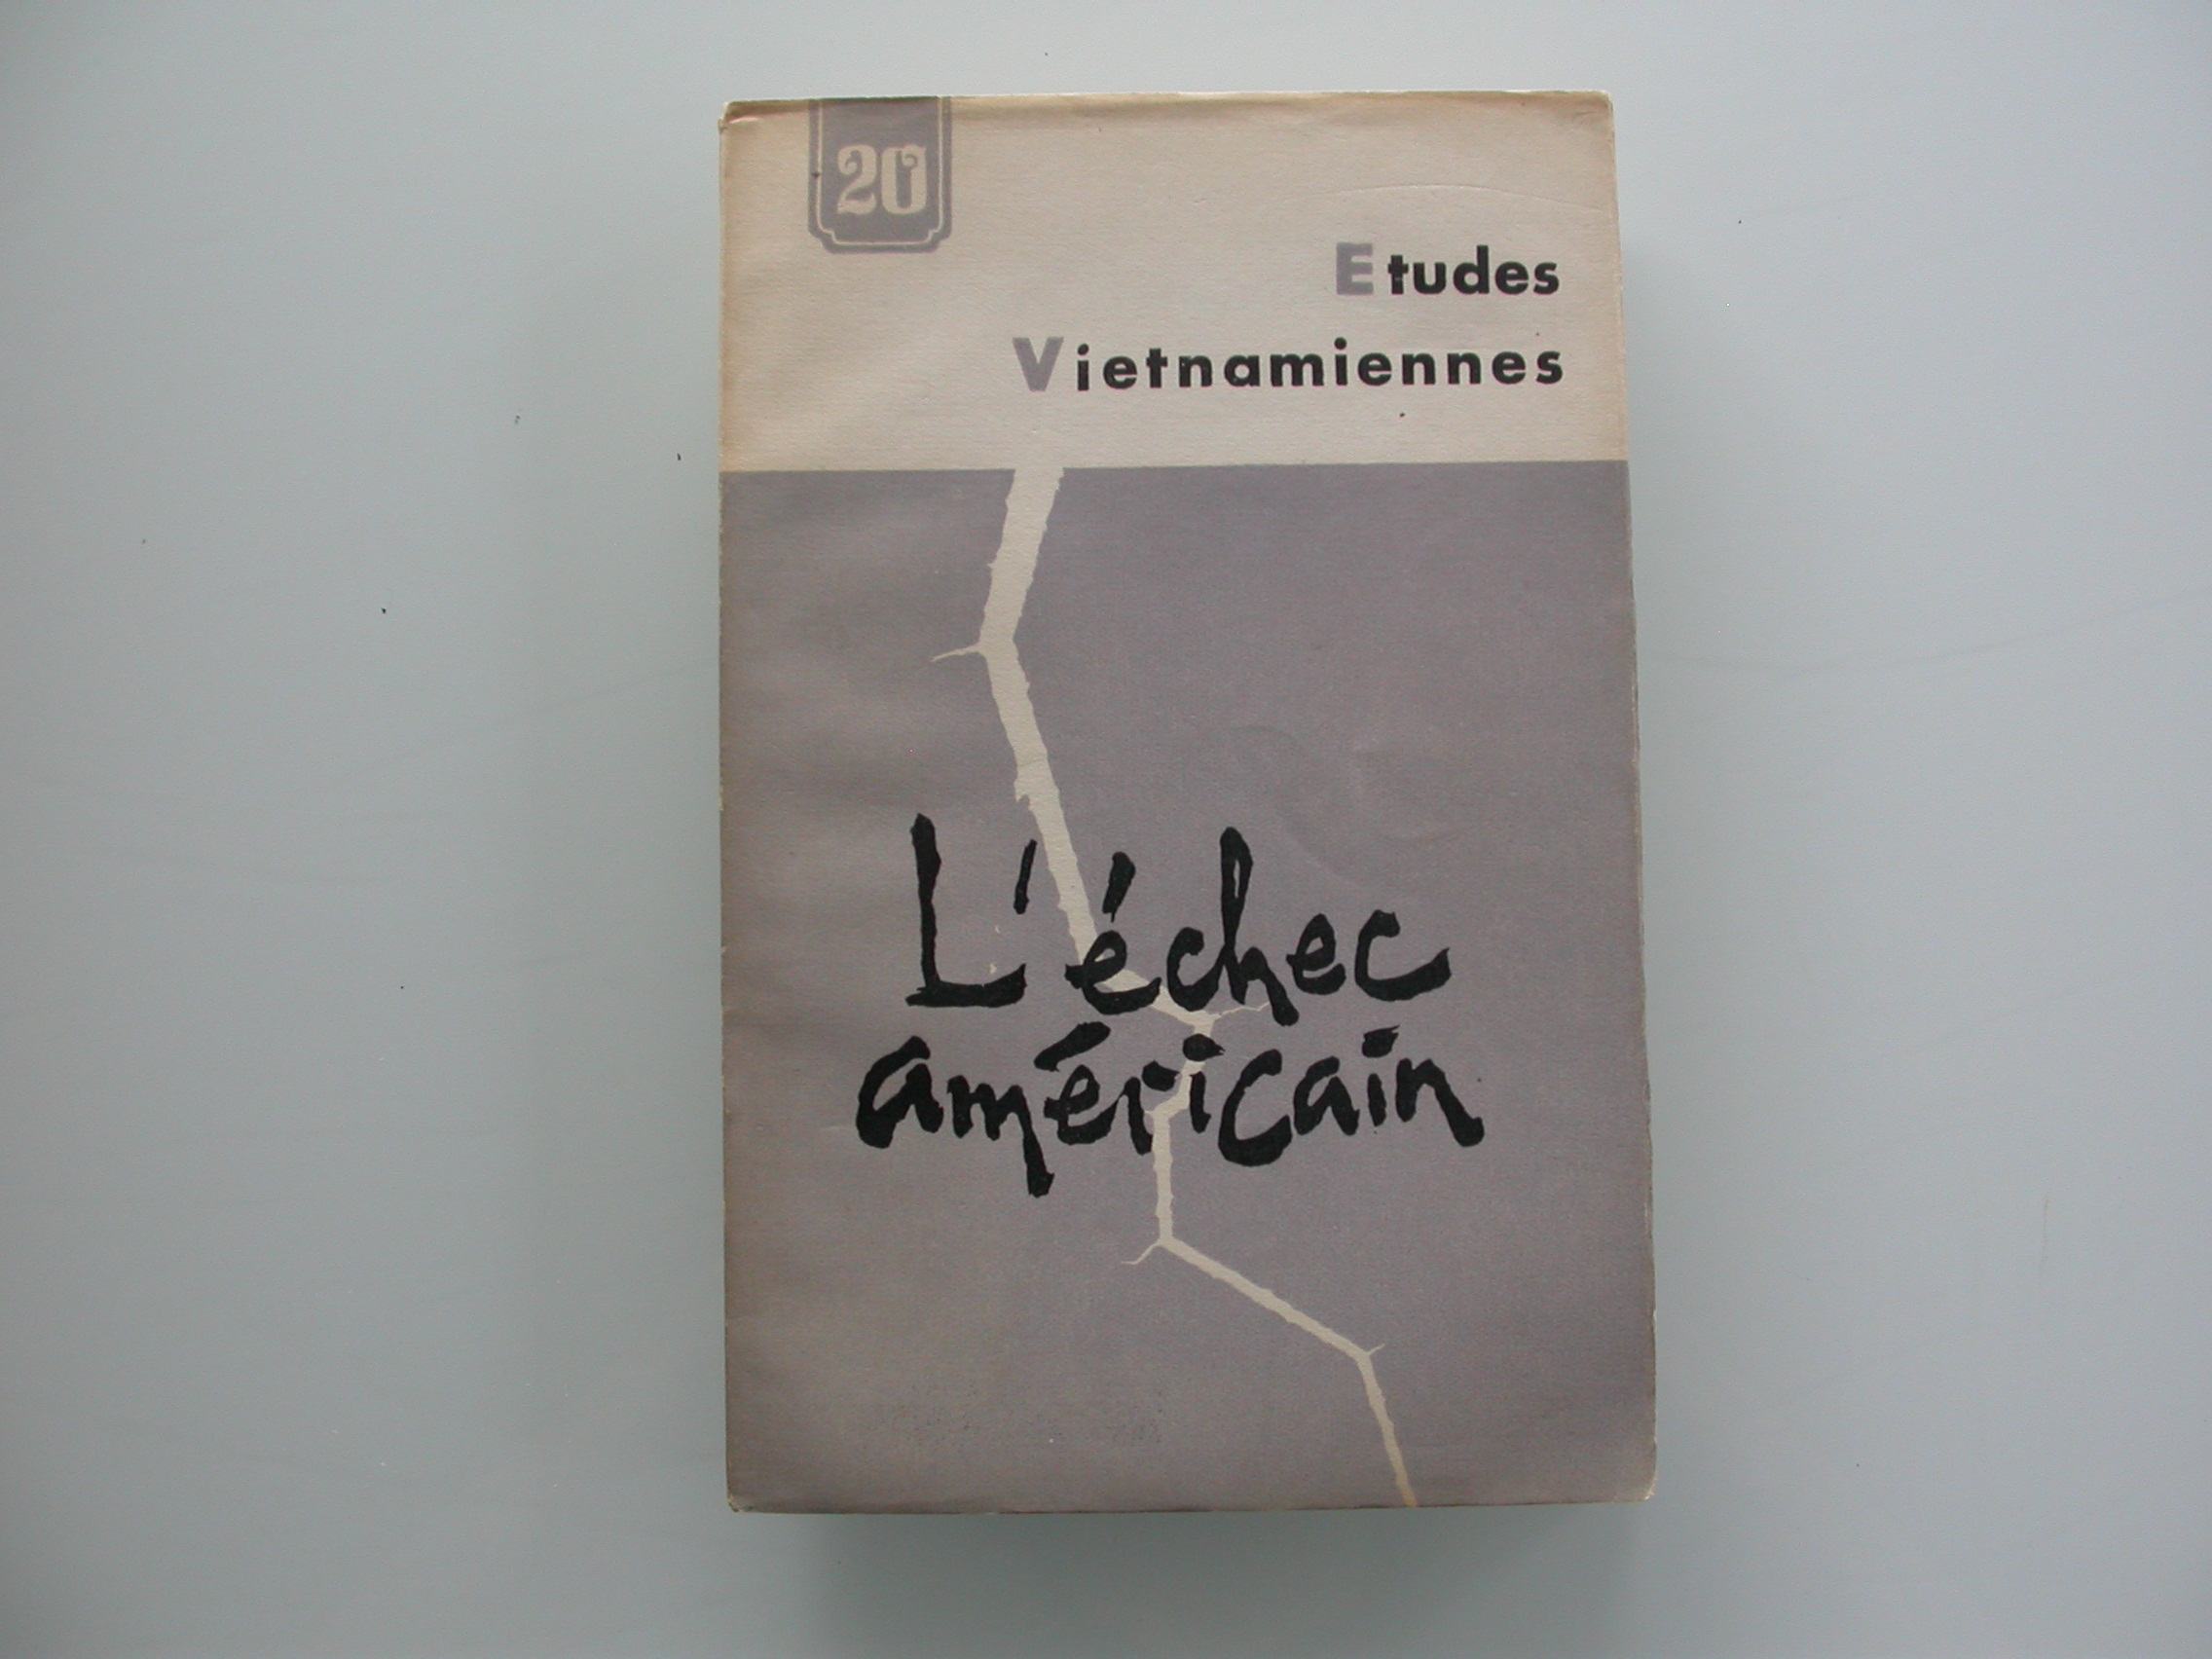 20
Etudes
Vietnamiennes
L'échec
américain